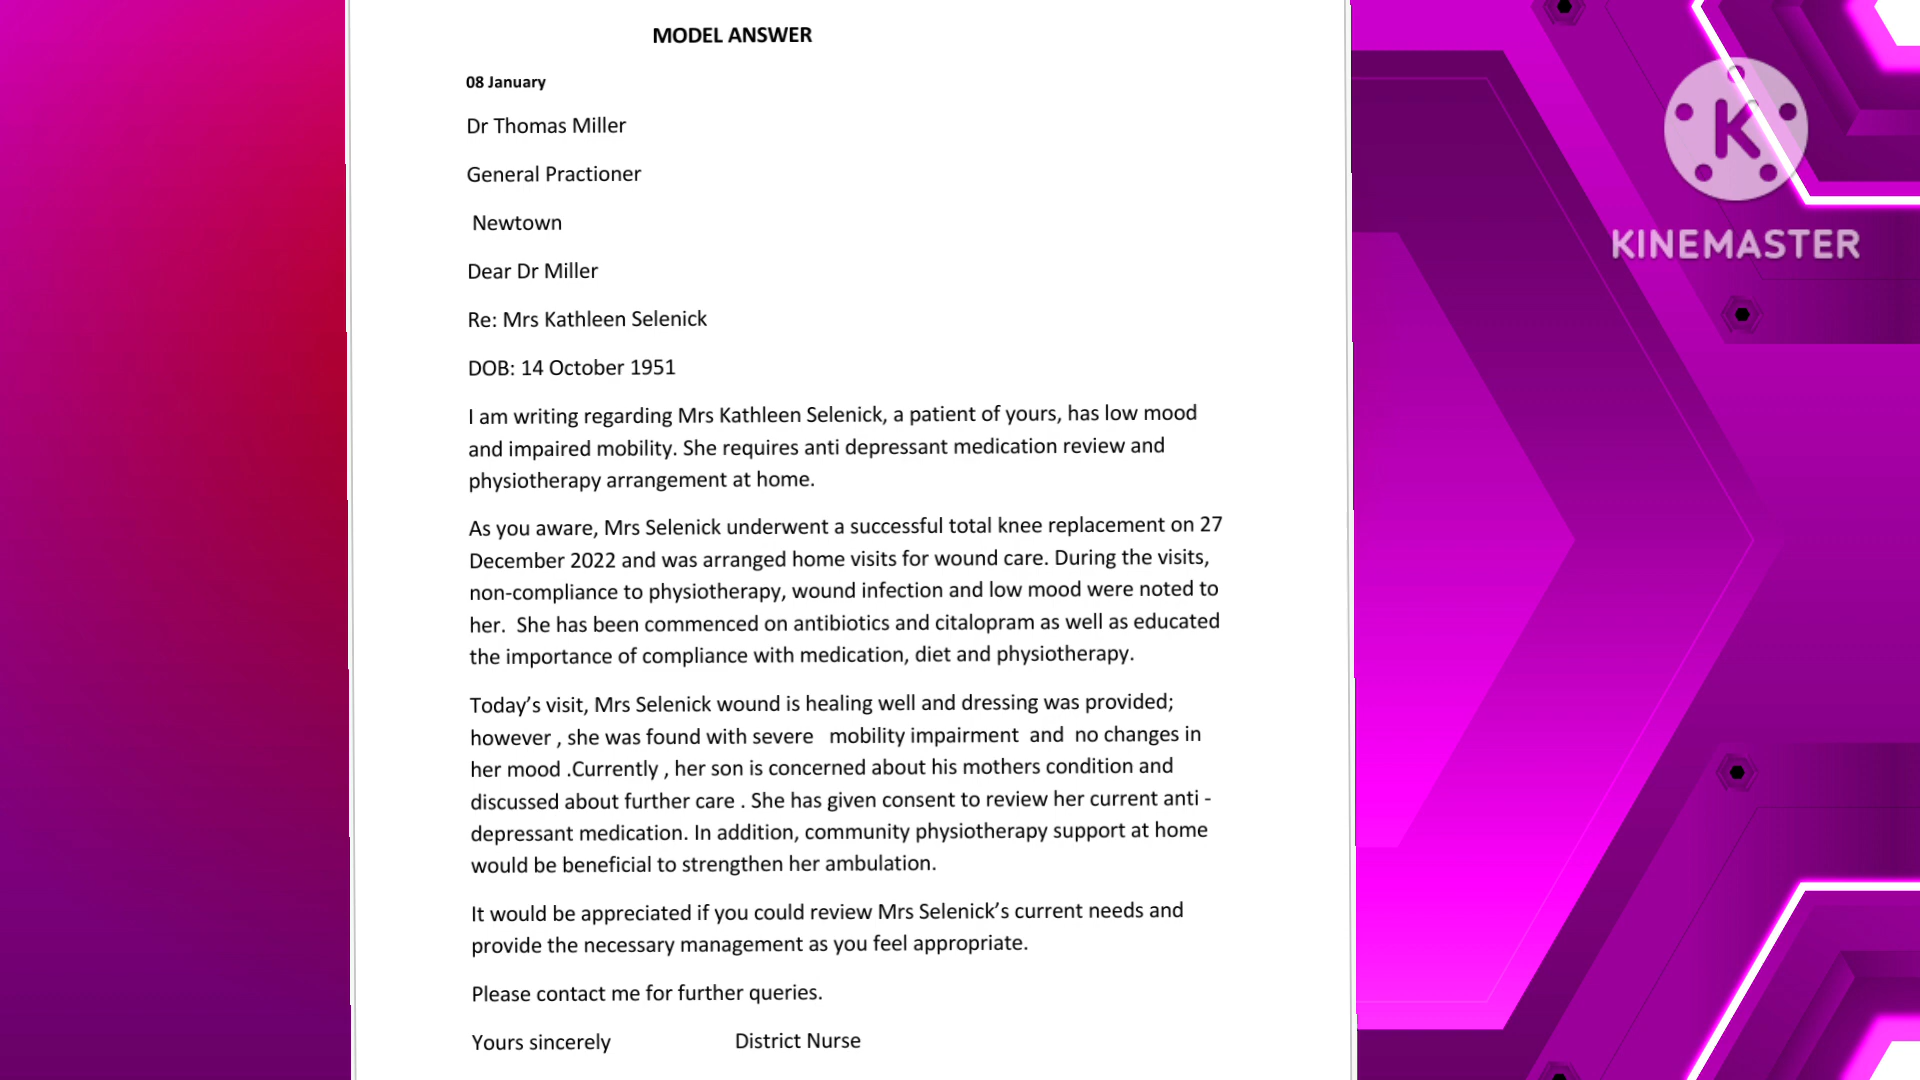 MODEL ANSWER
08 January
Dr Thomas Miller
General Practioner
Newtown
Dear Dr Miller
Re: Mrs Kathleen Selenick
DOB: 14 October 1951
I am writing regarding Mrs Kathleen Selenick, a patient of yours, has low mood
and impaired mobility. She requires anti depressant medication review and
physiotherapy arrangement at home.
As you aware, Mrs Selenick underwent a successful total knee replacement on 27
December 2022 and was arranged home visits for wound care. During the visits,
non-compliance to physiotherapy, wound infection and low mood were noted to
her. She has been commenced on antibiotics and citalopram as well as educated
the importance of compliance with medication, diet and physiotherapy.
Today's visit, Mrs Selenick wound is healing well and dressing was provided;
however , she was found with severe mobility impairment and no changes in
her mood .Currently , her son is concerned about his mothers condition and
discussed about further care . She has given consent to review her current anti -
depressant medication. In addition, community physiotherapy support at home
would be beneficial to strengthen her ambulation.
It would be appreciated if you could review Mrs Selenick's current needs and
provide the necessary management as you feel appropriate.
Please contact me for further queries.
Yours sincerely District Nurse
K
KINEMASTER